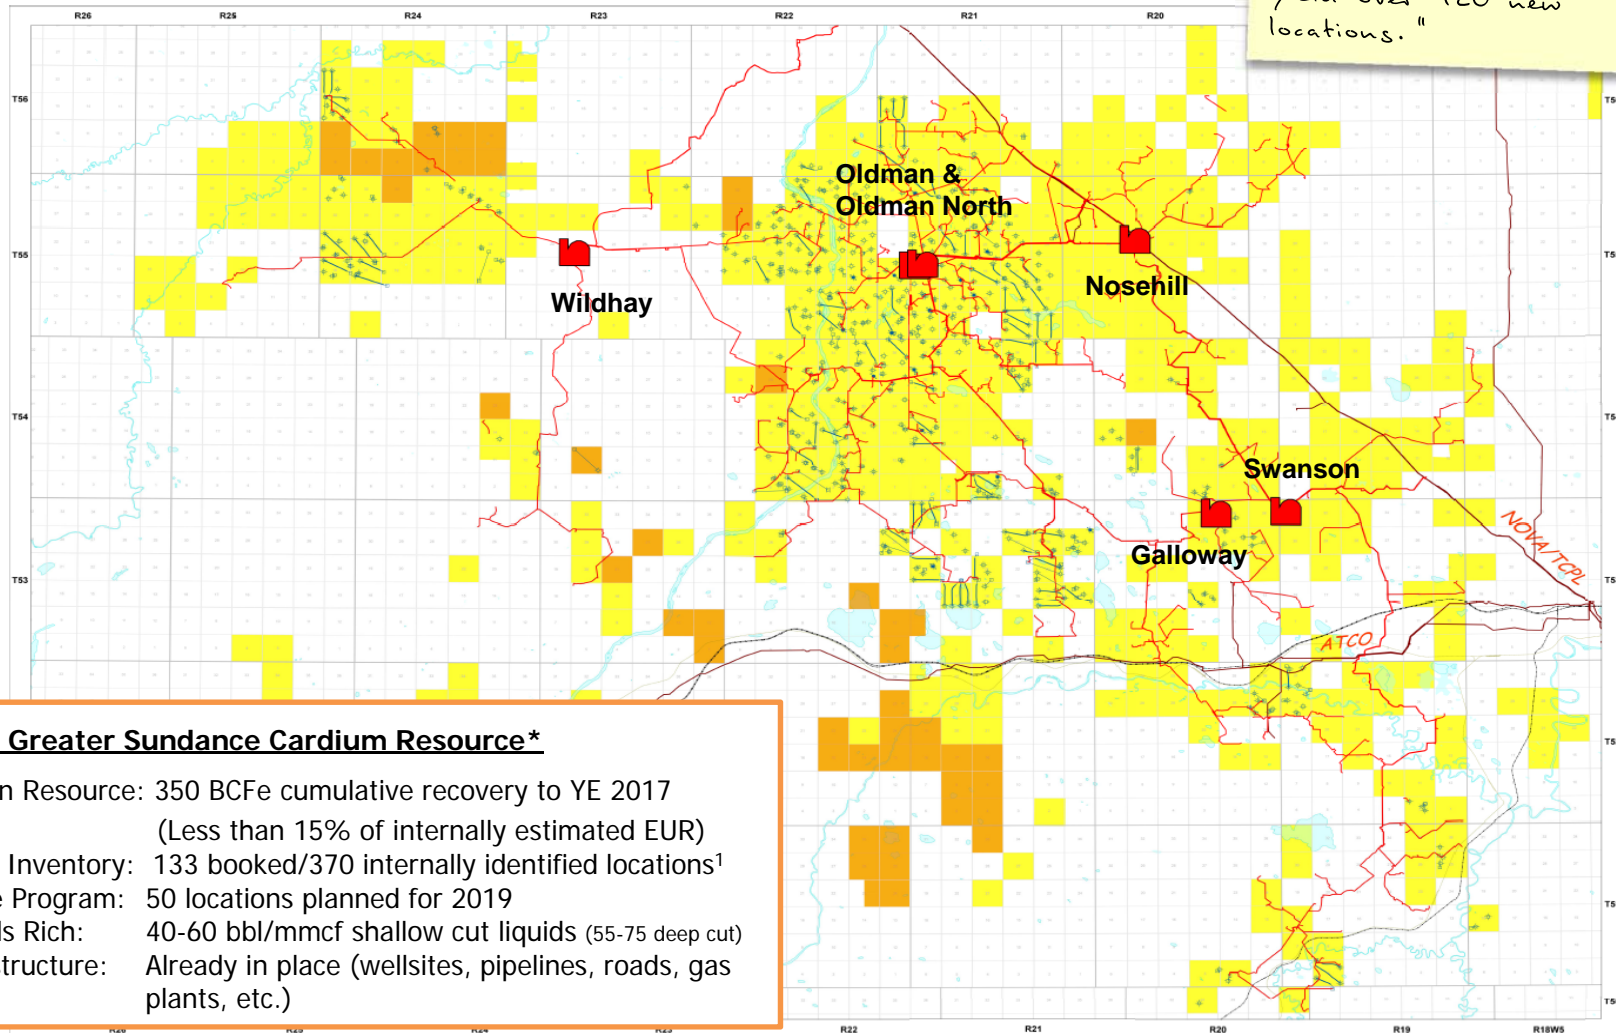 R26 R25 R24 R23 R22 R21 R20
over 120 new
locations."
T56
Oldman &
Oldman North
T55
Nosehill
Wildhay
T54
Swanson
NOVA/TCPL
Galloway
T53
ATCO
Greater Sundance Cardium Resource*
Resource: 350 BCFe cumulative recovery to YE 2017
(Less than 15% of internally estimated EUR)
Inventory: 133 booked/370 internally identified locations¹
Program: 50 locations planned for 2019
Rich: 40-60 bbl/mmcf shallow cut liquids (55-75 deep cut)
Already in place (wellsites, pipelines, roads, gas
plants, etc.)
R22 R21 R20 R19 R18W5